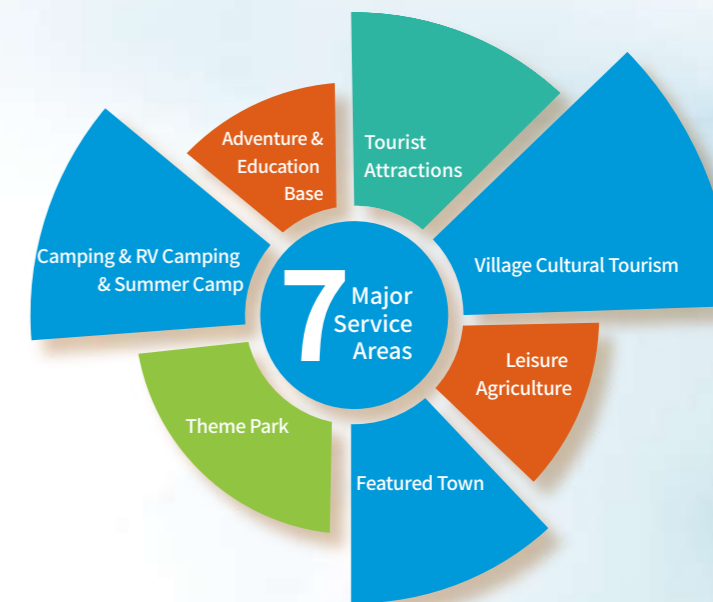 Adventure &
Education
Base
Tourist
Attractions
Camping & RV Camping
& Summer Camp
Village Cultural Tourism
7
Major
Service
Areas
Leisure
Agriculture
Theme Park
Featured Town